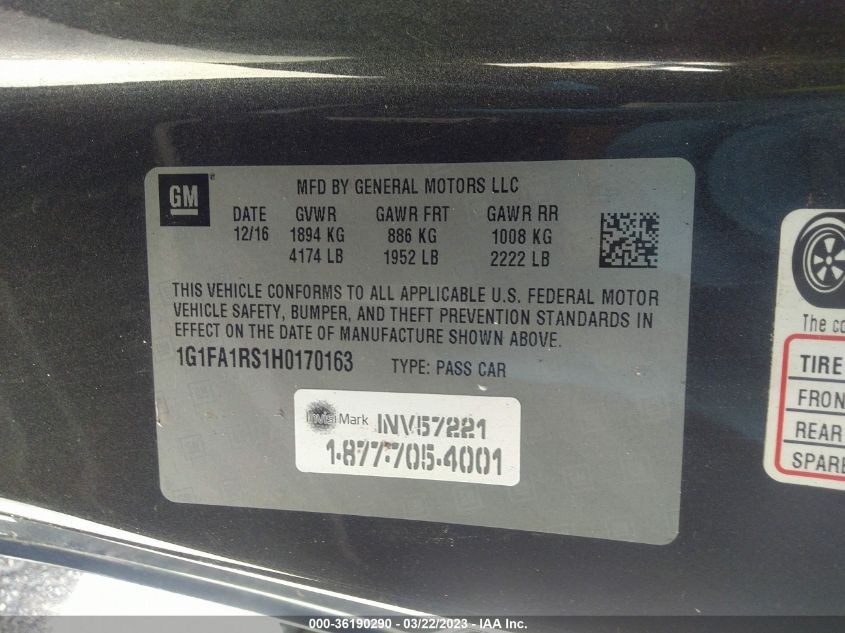 GM
MFD BY GENERAL MOTORS LLC
DATE GVWR GAWR FRT GAWR RR
12/16 1894 KG 886 KG 1008 KG
4174 LB 1952 LB 2222 LB
THIS VEHICLE CONFORMS TO ALL APPLICABLE U.S. FEDERAL MOTOR
VEHICLE SAFETY, BUMPER, AND THEFT PREVENTION STANDARDS IN
EFFECT ON THE DATE OF MANUFACTURE SHOWN ABOVE.
1G1FA1RS1H0170163 TYPE: PASS CAR
InVisiMark INV57221
1-877-705-4001
The co
TIRE
FRON
REAR
SPARE
000-36190290 - 03/22/2023 - IAA Inc.